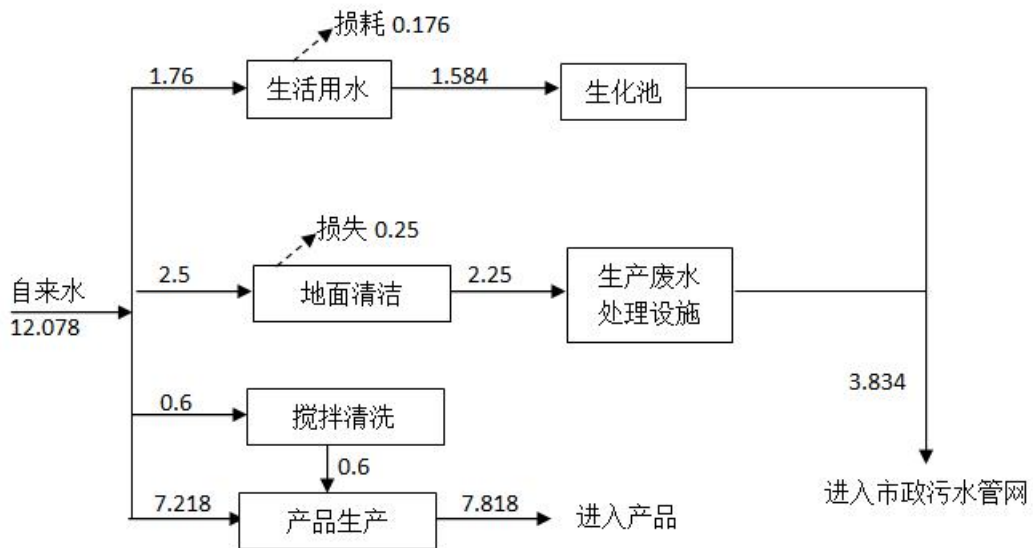 损耗 0.176
1.76
生活用水
1.584
生化池
损失 0.25
自来水
12.078
2.5
地面清洁
2.25
生产废水
处理设施
3.834
0.6
搅拌清洗
0.6
7.218
产品生产
7.818
进入产品
进入市政污水管网